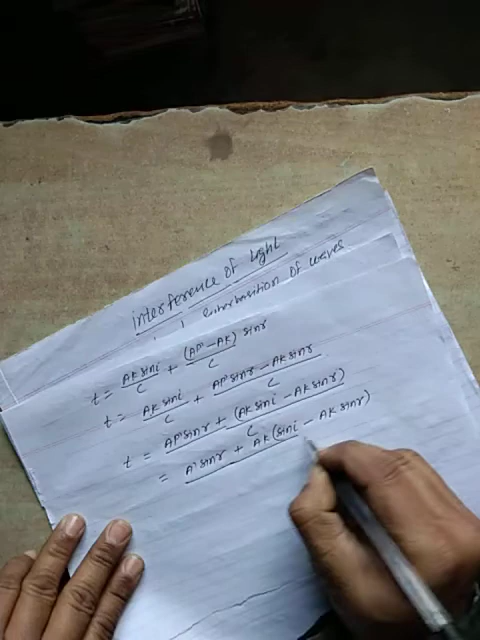 interference of light
superposition of waves
t = AK sini/c + (AP - AK)/c sinr
t = AK sini/c + AP sinr - AK sinr/c
t = AP sinr + (AK sini - AK sinr)/c
= A' sinr + AK (sini - AK sinr)